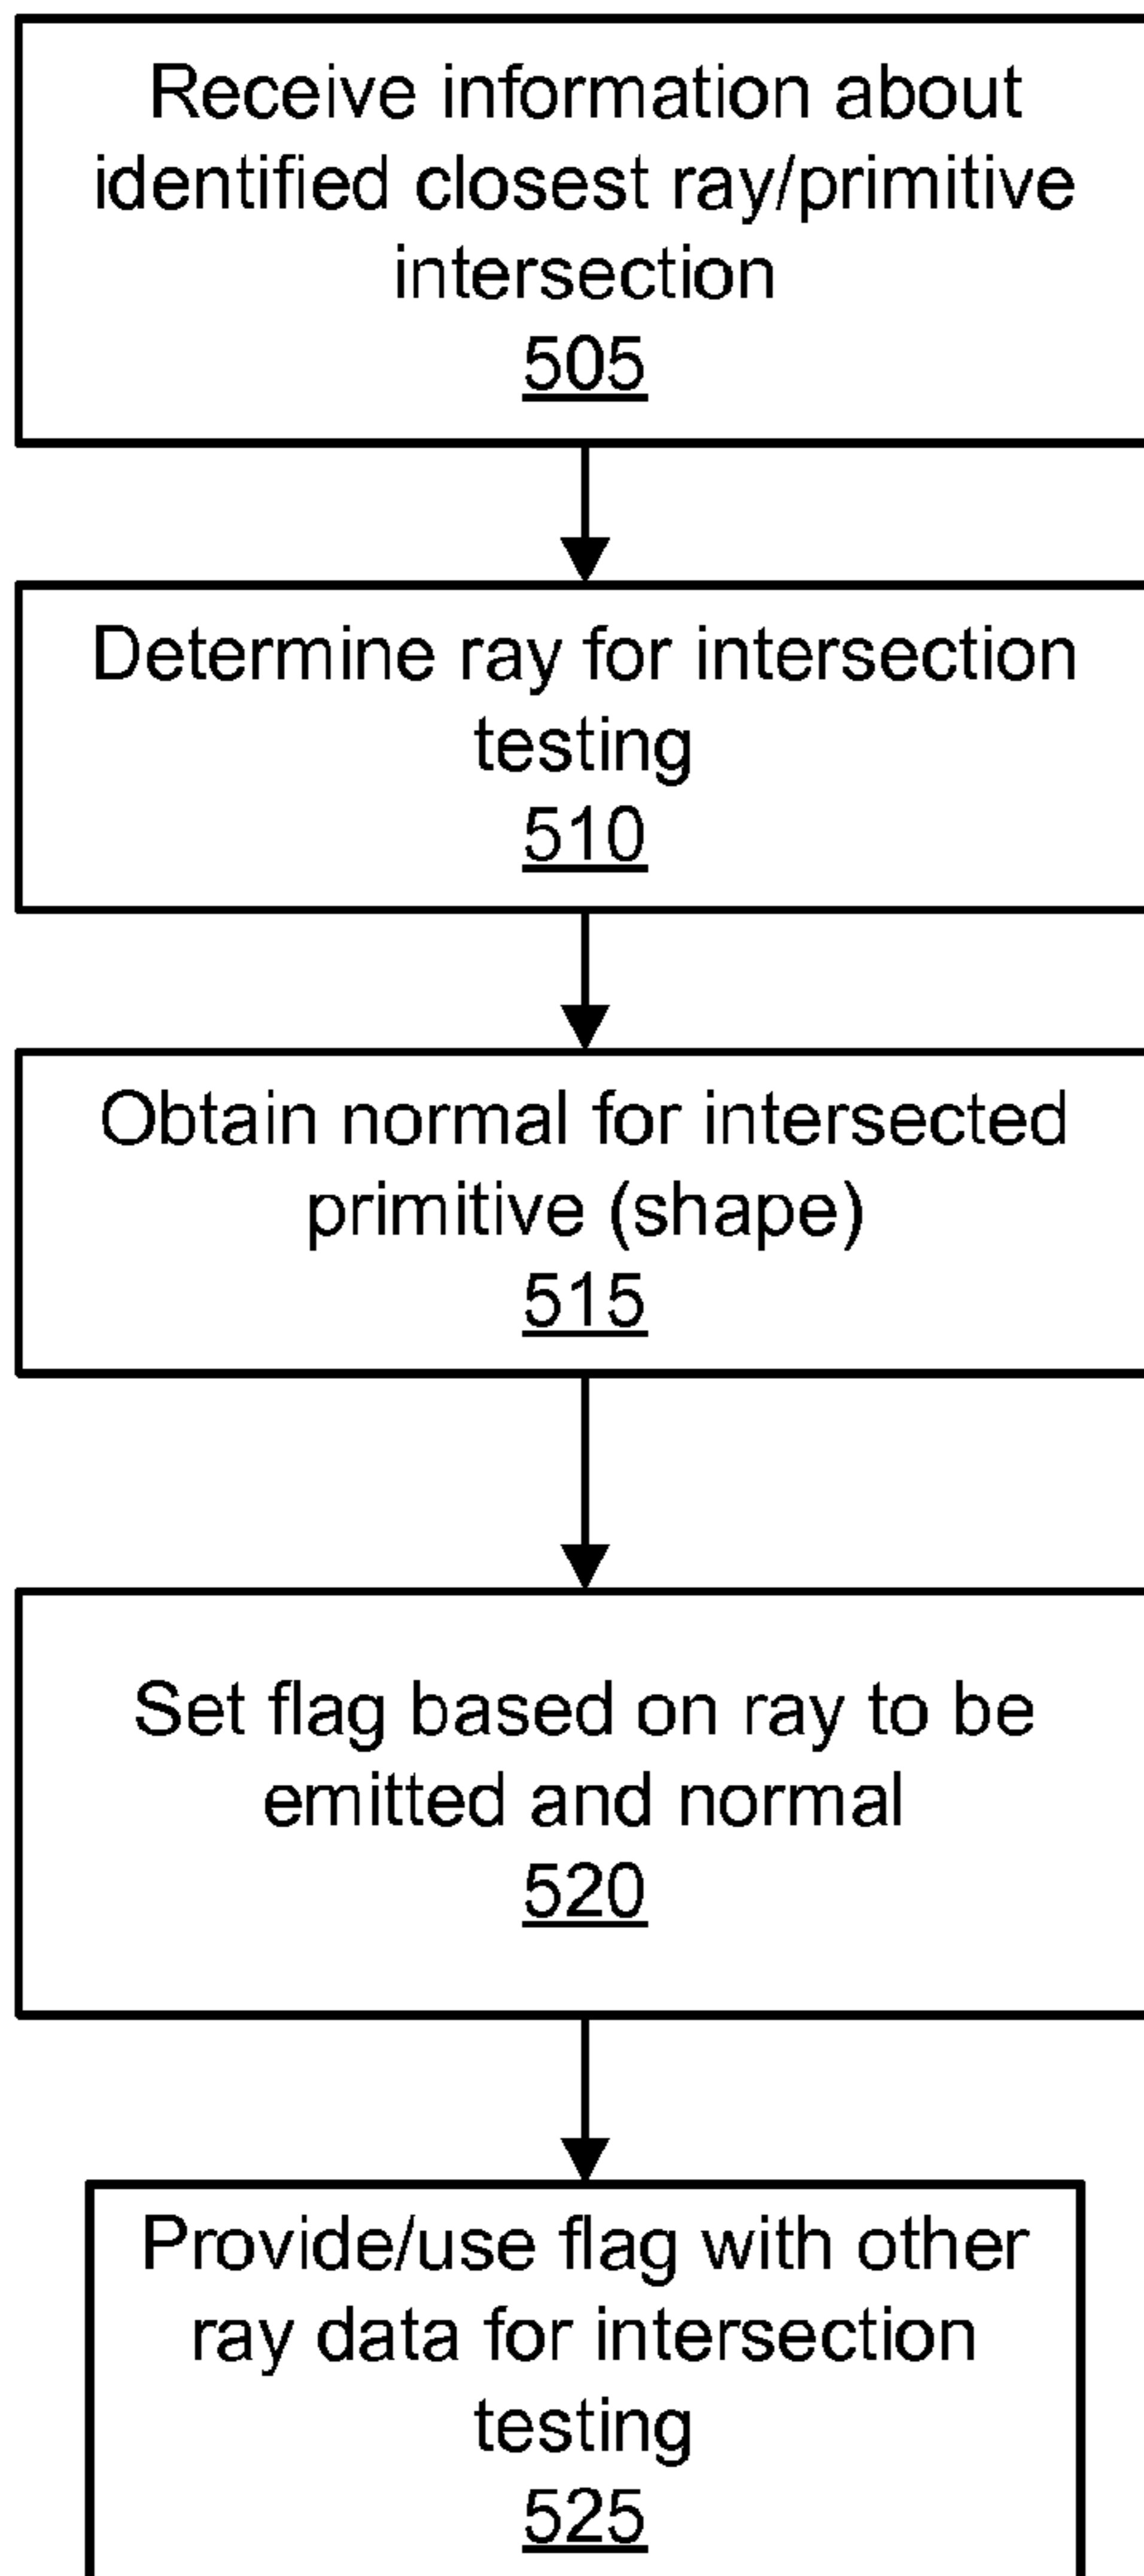 Receive information about
identified closest ray/primitive
intersection
505
Determine ray for intersection
testing
510
Obtain normal for intersected
primitive (shape)
515
Set flag based on ray to be
emitted and normal
520
Provide/use flag with other
ray data for intersection
testing
525